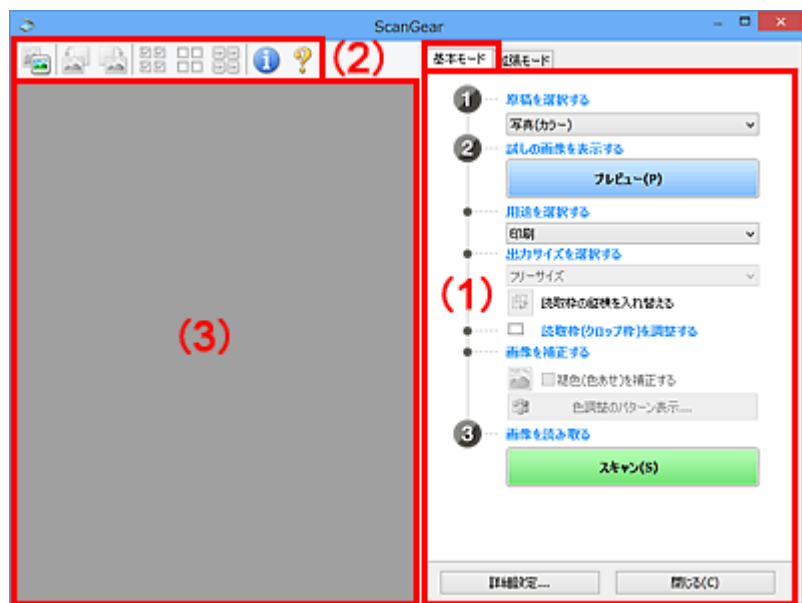 ScanGear
(2)
基本モード
拡張モード
1
原稿を選択する
写真(カラー)
2
試しの画像を表示する
プレビュー(P)
用途を選択する
印刷
出力サイズを選択する
フリーサイズ
(1)
読取枠の縦横を入れ替える
(3)
読取枠(クロップ枠)を調整する
画像を補正する
褪色(色あせ)を補正する
色調整のパターン表示...
3
画像を読み取る
スキャン(S)
詳細設定...
閉じる(C)